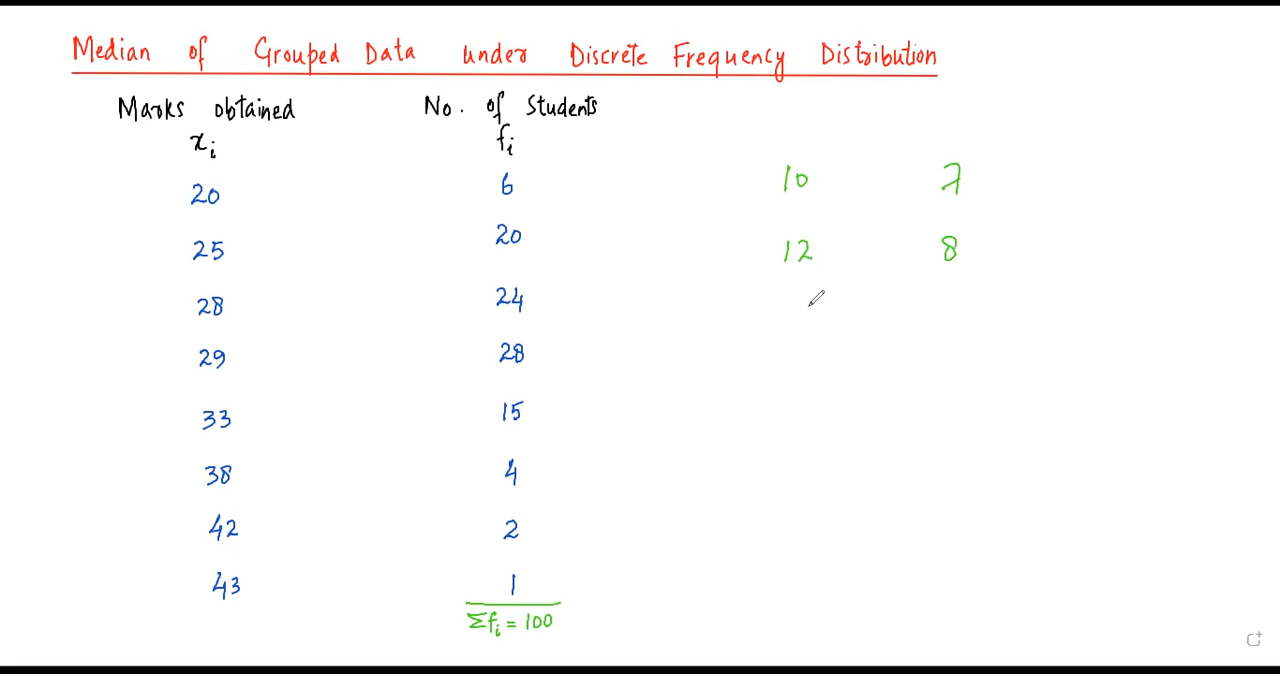 Median of Grouped Data under Discrete Frequency Distribution
Marks obtained No. of Students
xᵢ fᵢ
20 6 10 7
25 20 12 8
28 24
29 28
33 15
38 4
42 2
43 1
Σfᵢ = 100